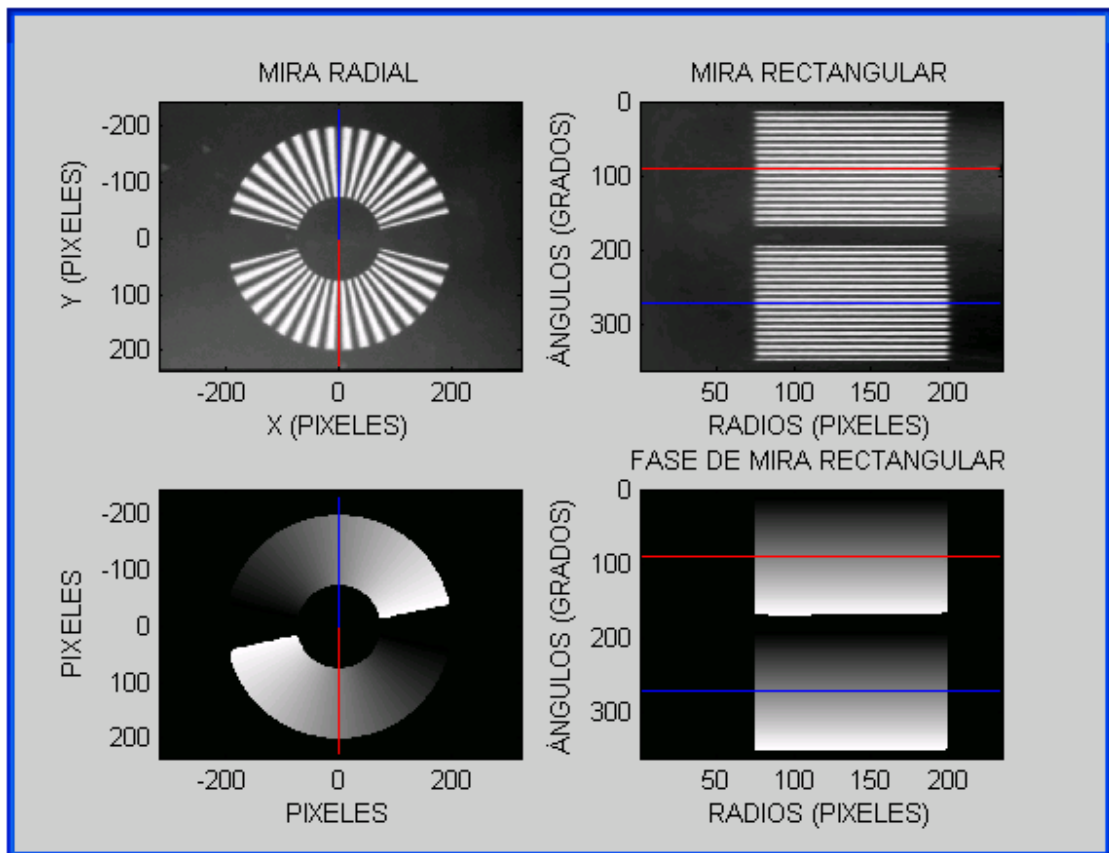 MIRA RADIAL
-200
-100
0
100
200
Y (PIXELES)
-200 0 200
X (PIXELES)
MIRA RECTANGULAR
0
100
200
300
ÁNGULOS (GRADOS)
50 100 150 200
RADIOS (PIXELES)
-200
-100
0
100
200
PIXELES
-200 0 200
PIXELES
FASE DE MIRA RECTANGULAR
0
100
200
300
ÁNGULOS (GRADOS)
50 100 150 200
RADIOS (PIXELES)